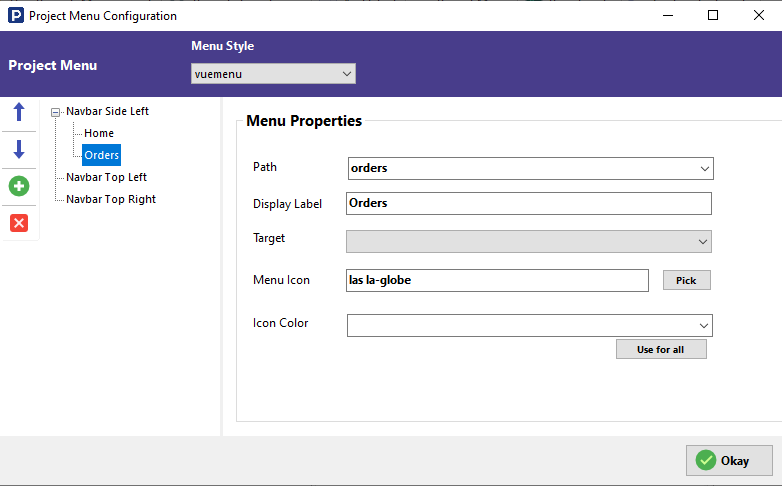 Project Menu Configuration
Menu Style
Project Menu
vuemenu
Navbar Side Left
Home
Orders
Navbar Top Left
Navbar Top Right
Menu Properties
Path
orders
Display Label
Orders
Target
Menu Icon
las la-globe
Pick
Icon Color
Use for all
Okay